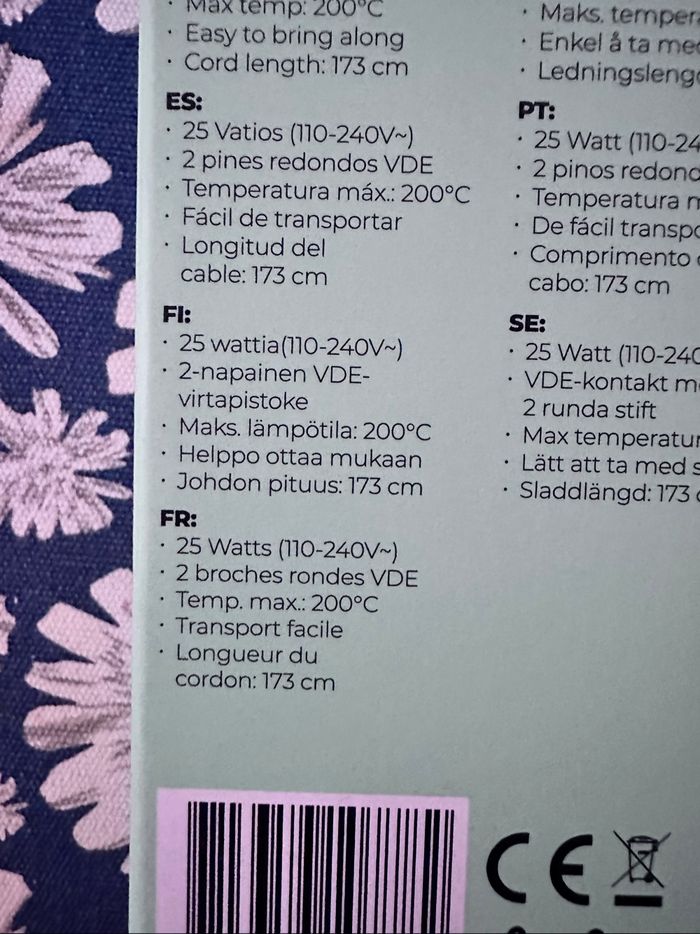 Max temp: 200°C
· Easy to bring along
· Cord length: 173 cm
ES:
· 25 Vatios (110-240V~)
· 2 pines redondos VDE
· Temperatura máx.: 200°C
· Fácil de transportar
· Longitud del
cable: 173 cm
FI:
· 25 wattia(110-240V~)
· 2-napainen VDE-
virtapistoke
· Maks. lämpötila: 200°C
· Helppo ottaa mukaan
· Johdon pituus: 173 cm
FR:
· 25 Watts (110-240V~)
· 2 broches rondes VDE
· Temp. max.: 200°C
· Transport facile
· Longueur du
cordon: 173 cm
· Maks.
· Enkel å ta
PT:
· 25 Watt
· 2 pinos
· Temperatura
· De fácil
· Comprimento
cabo: 173 cm
SE:
· 25 Watt
· VDE-kontakt
2 runda stift
· Max
· Lätt att ta med
· Sladdlängd: 173
CE